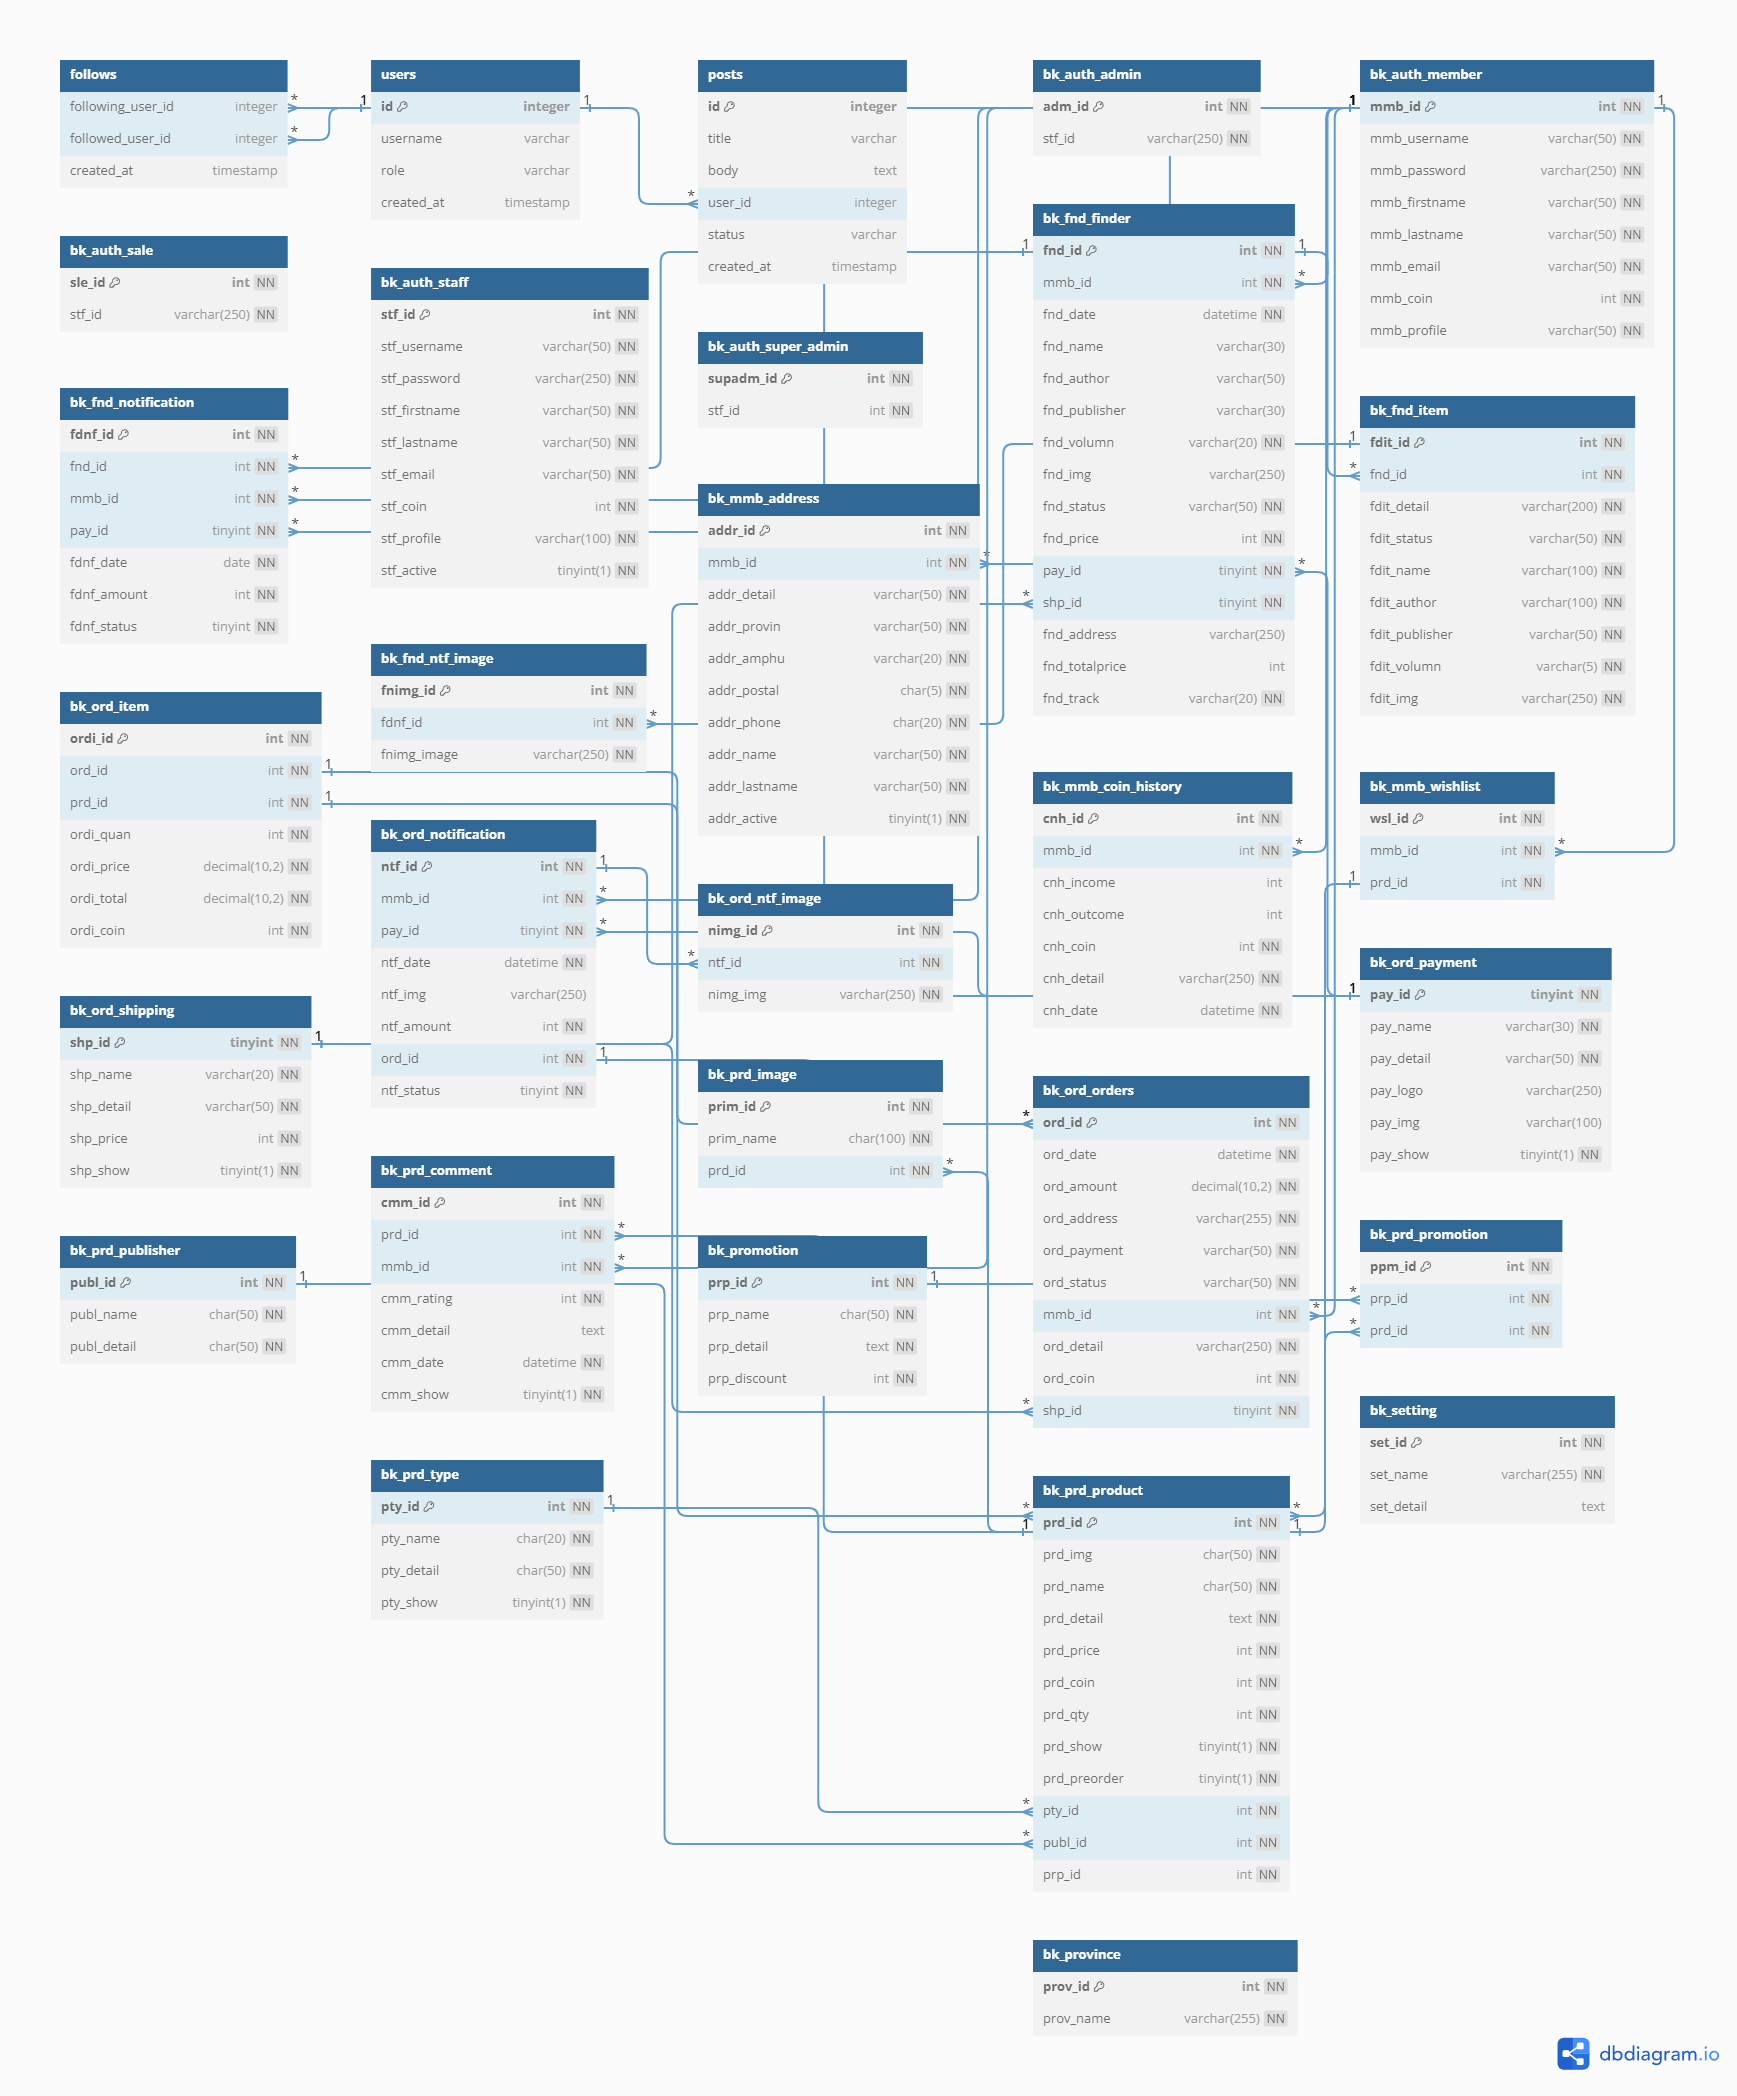 follows
following_user_id integer
followed_user_id integer
created_at timestamp
users
id integer
username varchar
role varchar
created_at timestamp
posts
id integer
title varchar
body text
user_id integer
status varchar
created_at timestamp
bk_auth_admin
adm_id int NN
stf_id varchar(250) NN
bk_auth_member
mmb_id int NN
mmb_username varchar(50) NN
mmb_password varchar(250) NN
mmb_firstname varchar(50) NN
mmb_lastname varchar(50) NN
mmb_email varchar(50) NN
mmb_coin int NN
mmb_profile varchar(50) NN
bk_auth_sale
sle_id int NN
stf_id varchar(250) NN
bk_auth_staff
stf_id int NN
stf_username varchar(50) NN
stf_password varchar(250) NN
stf_firstname varchar(50) NN
stf_lastname varchar(50) NN
stf_email varchar(50) NN
stf_coin int NN
stf_profile varchar(100) NN
stf_active tinyint(1) NN
bk_auth_super_admin
supadm_id int NN
stf_id int NN
bk_fnd_finder
fnd_id int NN
mmb_id int NN
fnd_date datetime NN
fnd_name varchar(30)
fnd_author varchar(50)
fnd_publisher varchar(30)
fnd_volumn varchar(20) NN
fnd_img varchar(250)
fnd_status varchar(50) NN
fnd_price int NN
pay_id tinyint NN
shp_id tinyint NN
fnd_address varchar(250)
fnd_totalprice int
fnd_track varchar(20) NN
bk_fnd_item
fdit_id int NN
fnd_id int NN
fdit_detail varchar(200) NN
fdit_status varchar(50) NN
fdit_name varchar(100) NN
fdit_author varchar(100) NN
fdit_publisher varchar(50) NN
fdit_volumn varchar(5) NN
fdit_img varchar(250) NN
bk_fnd_notification
fdnf_id int NN
fnd_id int NN
mmb_id int NN
pay_id tinyint NN
fdnf_date date NN
fdnf_amount int NN
fdnf_status tinyint NN
bk_fnd_ntf_image
fnimg_id int NN
fdnf_id int NN
fnimg_image varchar(250) NN
bk_mmb_address
addr_id int NN
mmb_id int NN
addr_detail varchar(50) NN
addr_provin varchar(50) NN
addr_amphu varchar(20) NN
addr_postal char(5) NN
addr_phone char(20) NN
addr_name varchar(50) NN
addr_lastname varchar(50) NN
addr_active tinyint(1) NN
bk_mmb_coin_history
cnh_id int NN
mmb_id int NN
cnh_income int
cnh_outcome int
cnh_coin int NN
cnh_detail varchar(250) NN
cnh_date datetime NN
bk_mmb_wishlist
wsl_id int NN
mmb_id int NN
prd_id int NN
bk_ord_item
ordi_id int NN
ord_id int NN
prd_id int NN
ordi_quan int NN
ordi_price decimal(10,2) NN
ordi_total decimal(10,2) NN
ordi_coin int NN
bk_ord_notification
ntf_id int NN
mmb_id int NN
pay_id tinyint NN
ntf_date datetime NN
ntf_img varchar(250)
ntf_amount int NN
ord_id int NN
ntf_status tinyint NN
bk_ord_ntf_image
nimg_id int NN
ntf_id int NN
nimg_img varchar(250) NN
bk_ord_payment
pay_id tinyint NN
pay_name varchar(30) NN
pay_detail varchar(50) NN
pay_logo varchar(250)
pay_img varchar(100)
pay_show tinyint(1) NN
bk_ord_shipping
shp_id tinyint NN
shp_name varchar(20) NN
shp_detail varchar(50) NN
shp_price int NN
shp_show tinyint(1) NN
bk_prd_image
prim_id int NN
prim_name char(100) NN
prd_id int NN
bk_ord_orders
ord_id int NN
ord_date datetime NN
ord_amount decimal(10,2) NN
ord_address varchar(255) NN
ord_payment varchar(50) NN
ord_status varchar(50) NN
mmb_id int NN
ord_detail varchar(250) NN
ord_coin int NN
shp_id tinyint NN
bk_prd_comment
cmm_id int NN
prd_id int NN
mmb_id int NN
cmm_rating int NN
cmm_detail text
cmm_date datetime NN
cmm_show tinyint(1) NN
bk_prd_publisher
publ_id int NN
publ_name char(50) NN
publ_detail char(50) NN
bk_promotion
prp_id int NN
prp_name char(50) NN
prp_detail text NN
prp_discount int NN
bk_prd_promotion
ppm_id int NN
prp_id int NN
prd_id int NN
bk_setting
set_id int NN
set_name varchar(255) NN
set_detail text
bk_prd_type
pty_id int NN
pty_name char(20) NN
pty_detail char(50) NN
pty_show tinyint(1) NN
bk_prd_product
prd_id int NN
prd_img char(50) NN
prd_name char(50) NN
prd_detail text NN
prd_price int NN
prd_coin int NN
prd_qty int NN
prd_show tinyint(1) NN
prd_preorder tinyint(1) NN
pty_id int NN
publ_id int NN
prp_id int NN
bk_province
prov_id int NN
prov_name varchar(255) NN
dbdiagram.io